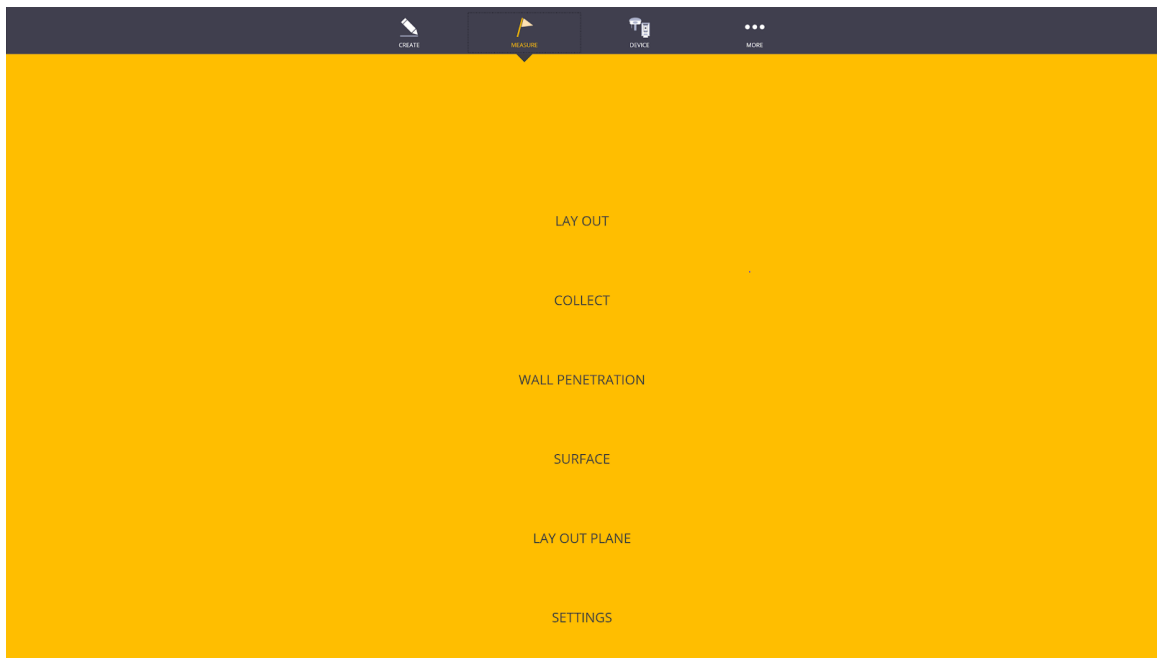 CREATE
MEASURE
DEVICE
MORE
LAY OUT
COLLECT
WALL PENETRATION
SURFACE
LAY OUT PLANE
SETTINGS